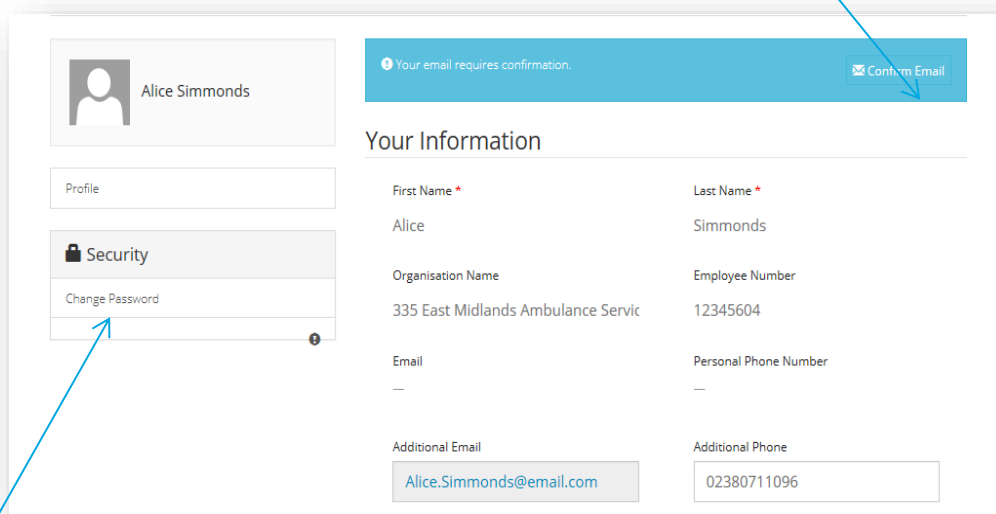 Alice Simmonds
Profile
Security
Change Password
Your email requires confirmation.
Confirm Email
Your Information
First Name *
Last Name *
Alice
Simmonds
Organisation Name
Employee Number
335 East Midlands Ambulance Servic
12345604
Email
Personal Phone Number
—
—
Additional Email
Additional Phone
Alice.Simmonds@email.com
02380711096